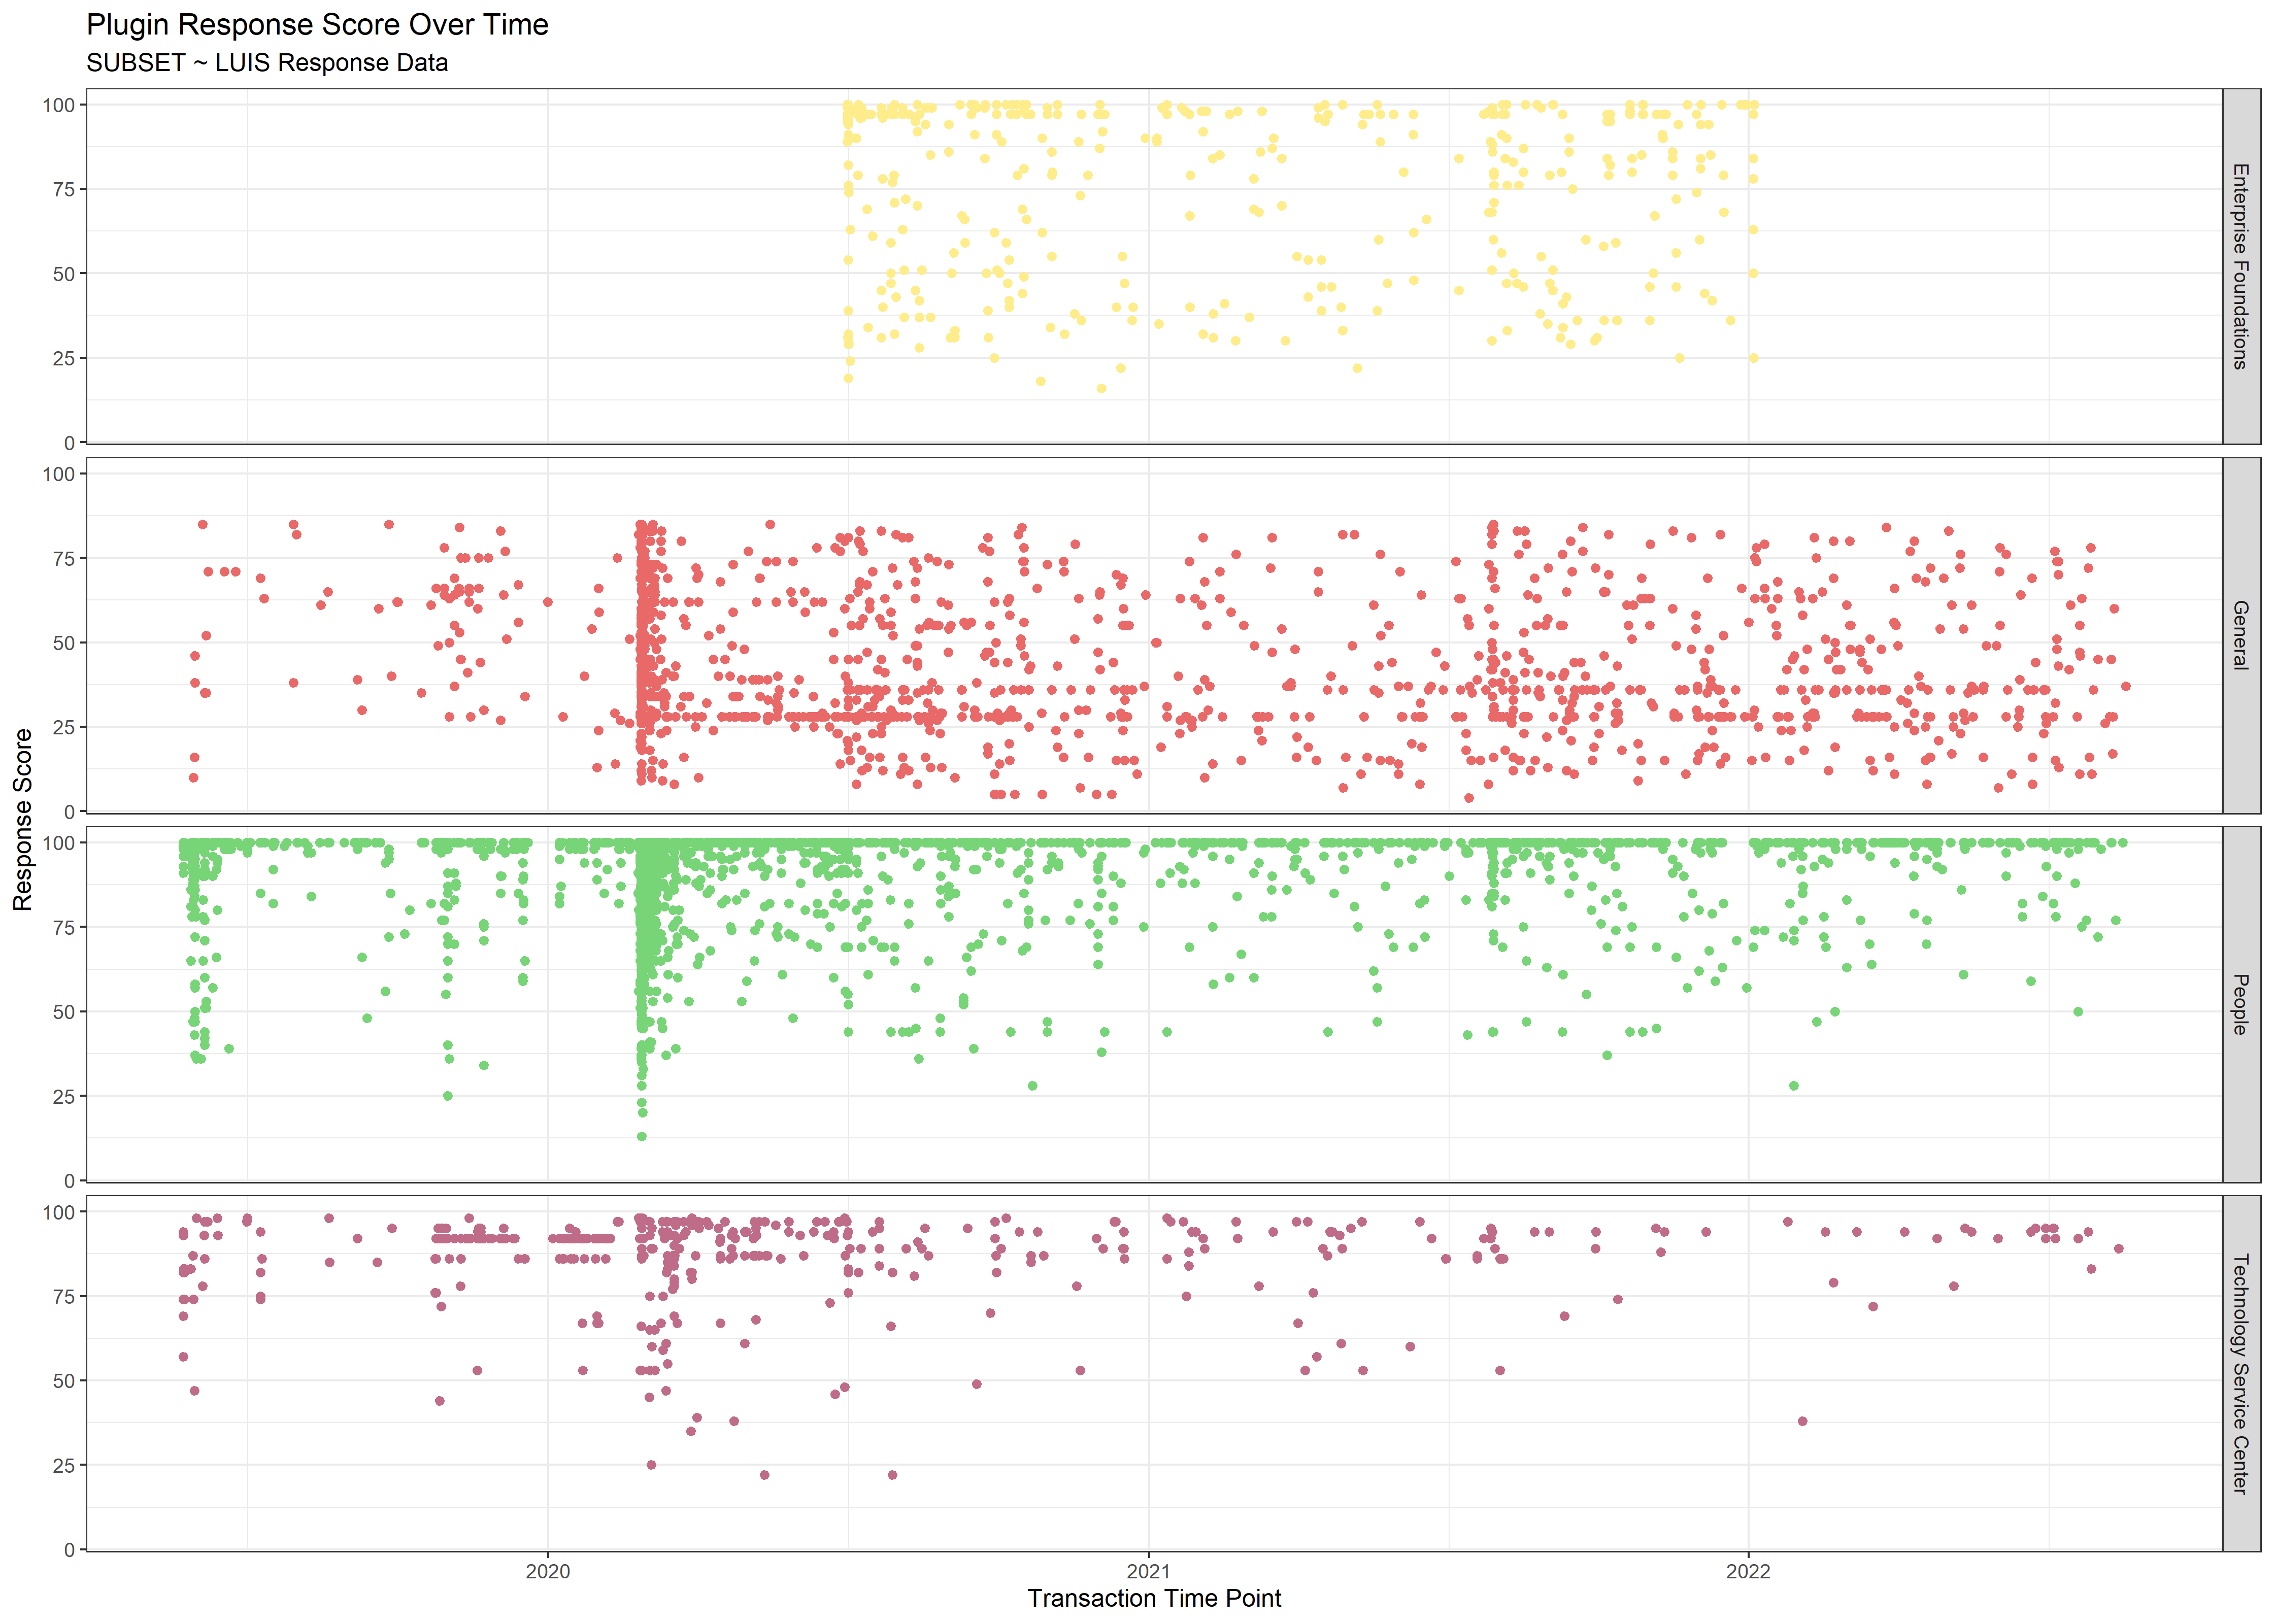 Plugin Response Score Over Time
SUBSET ~ LUIS Response Data
Response Score
100
75
50
25
0
Enterprise Foundations
100
75
50
25
0
General
100
75
50
25
0
People
100
75
50
25
0
Technology Service Center
2020
2021
2022
Transaction Time Point